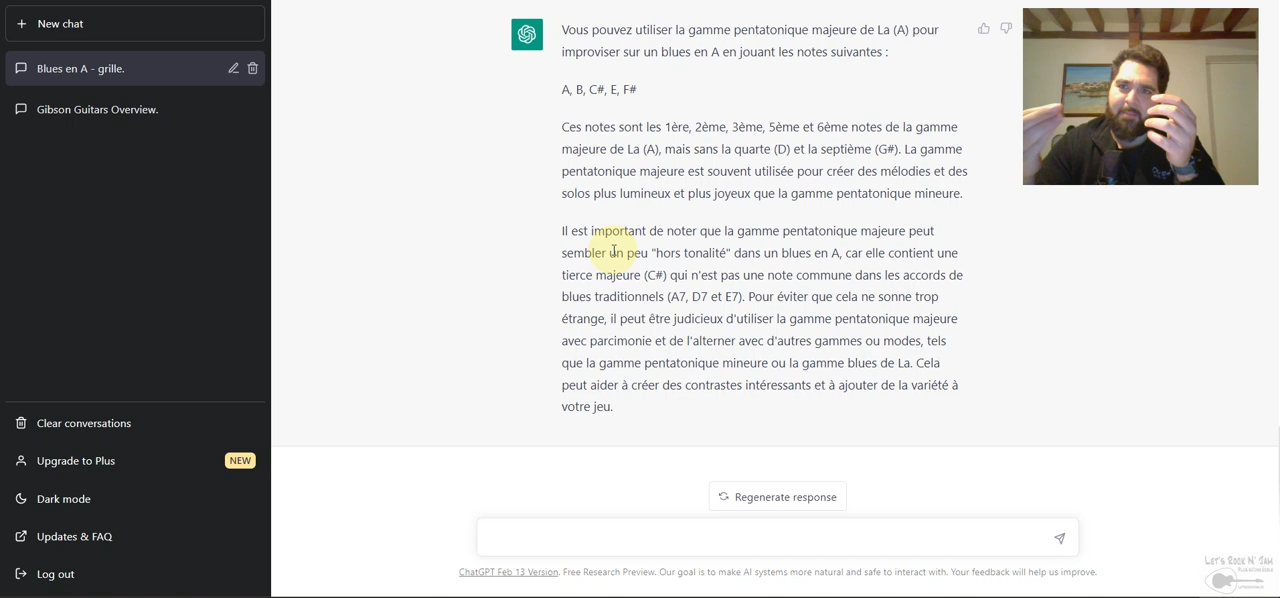 New chat
Blues en A - grille.
Gibson Guitars Overview.
Clear conversations
Upgrade to Plus
NEW
Dark mode
Updates & FAQ
Log out
Vous pouvez utiliser la gamme pentatonique majeure de La (A) pour
improviser sur un blues en A en jouant les notes suivantes :
A, B, C#, E, F#
Ces notes sont les 1ère, 2ème, 3ème, 5ème et 6ème notes de la gamme
majeure de La (A), mais sans la quarte (D) et la septième (G#). La gamme
pentatonique majeure est souvent utilisée pour créer des mélodies et des
solos plus lumineux et plus joyeux que la gamme pentatonique mineure.
Il est important de noter que la gamme pentatonique majeure peut
sembler un peu "hors tonalité" dans un blues en A, car elle contient une
tierce majeure (C#) qui n'est pas une note commune dans les accords de
blues traditionnels (A7, D7 et E7). Pour éviter que cela ne sonne trop
étrange, il peut être judicieux d'utiliser la gamme pentatonique majeure
avec parcimonie et de l'alterner avec d'autres gammes ou modes, tels
que la gamme pentatonique mineure ou la gamme blues de La. Cela
peut aider à créer des contrastes intéressants et à ajouter de la variété à
votre jeu.
Regenerate response
ChatGPT Feb 13 Version. Free Research Preview. Our goal is to make AI systems more natural and safe to interact with. Your feedback will help us improve.
LET'S ROCK N' JAM